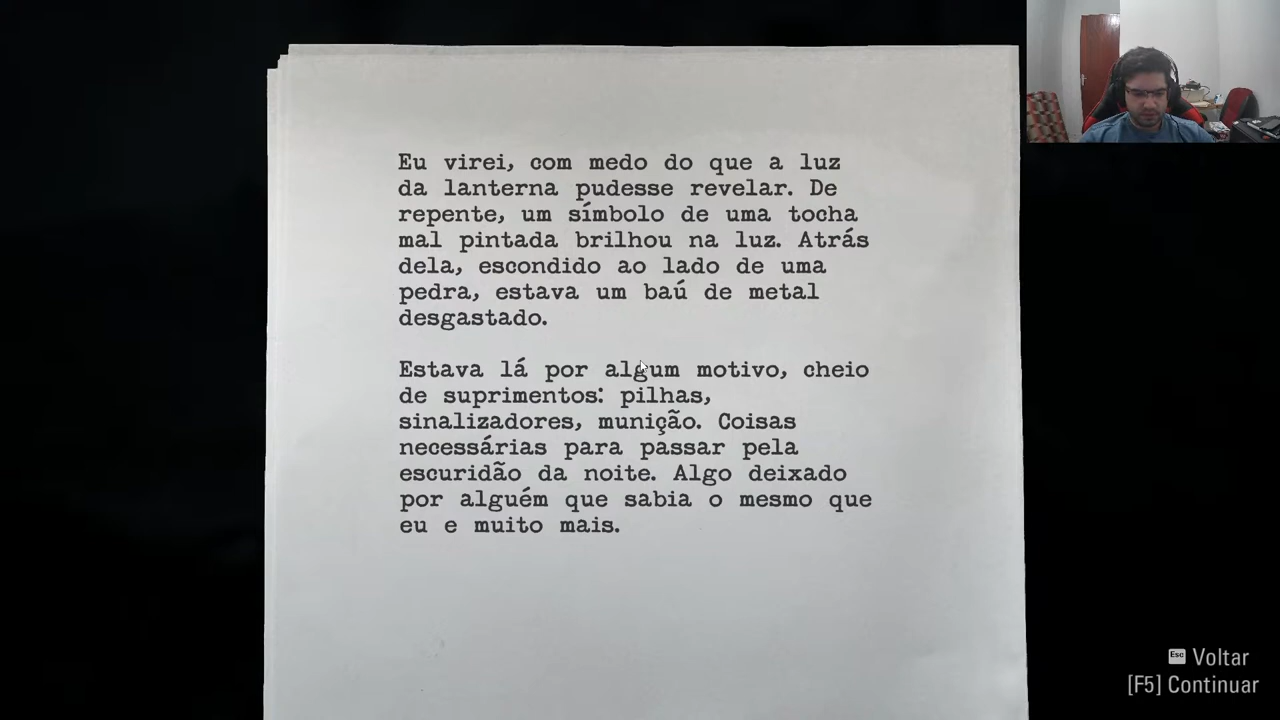 Eu virei, com medo do que a luz
da lanterna pudesse revelar. De
repente, um símbolo de uma tocha
mal pintada brilhou na luz. Atrás
dela, escondido ao lado de uma
pedra, estava um baú de metal
desgastado.
Estava lá por algum motivo, cheio
de suprimentos: pilhas,
sinalizadores, munição. Coisas
necessárias para passar pela
escuridão da noite. Algo deixado
por alguém que sabia o mesmo que
eu e muito mais.
Esc Voltar
[F5] Continuar